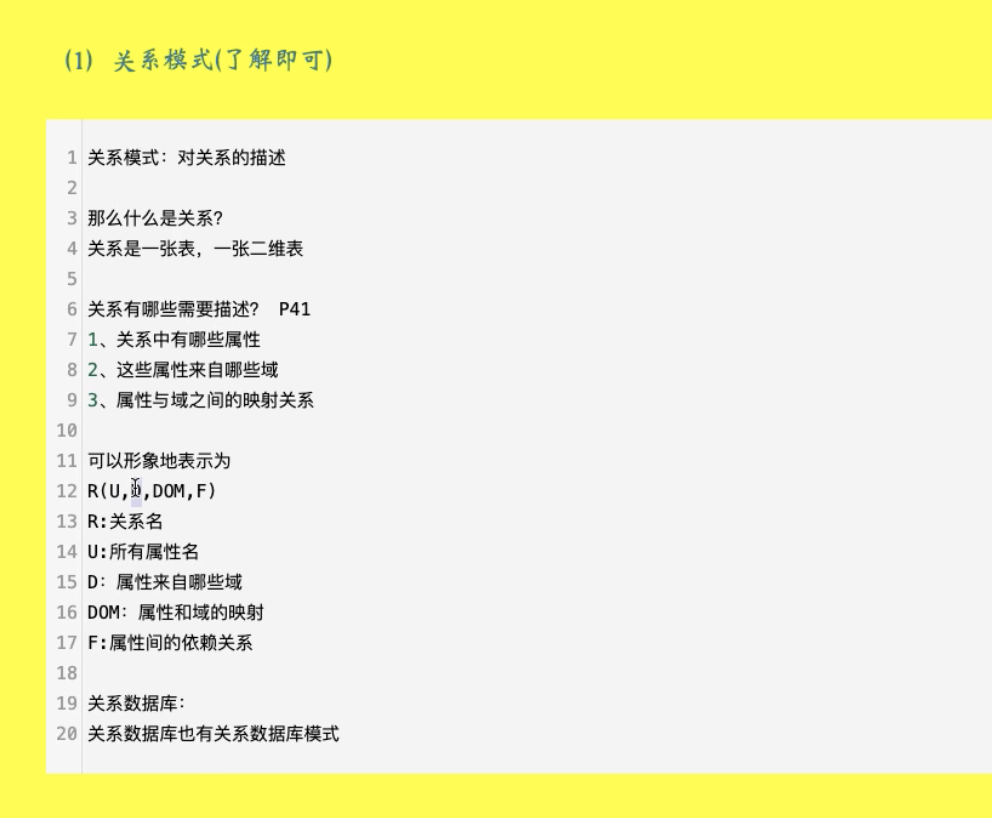 (1) 关系模式(了解即可)
1 关系模式：对关系的描述
2
3 那么什么是关系?
4 关系是一张表，一张二维表
5
6 关系有哪些需要描述? P41
7 1、关系中有哪些属性
8 2、这些属性来自哪些域
9 3、属性与域之间的映射关系
10
11 可以形象地表示为
12 R(U,D,DOM,F)
13 R:关系名
14 U:所有属性名
15 D：属性来自哪些域
16 DOM：属性和域的映射
17 F:属性间的依赖关系
18
19 关系数据库：
20 关系数据库也有关系数据库模式